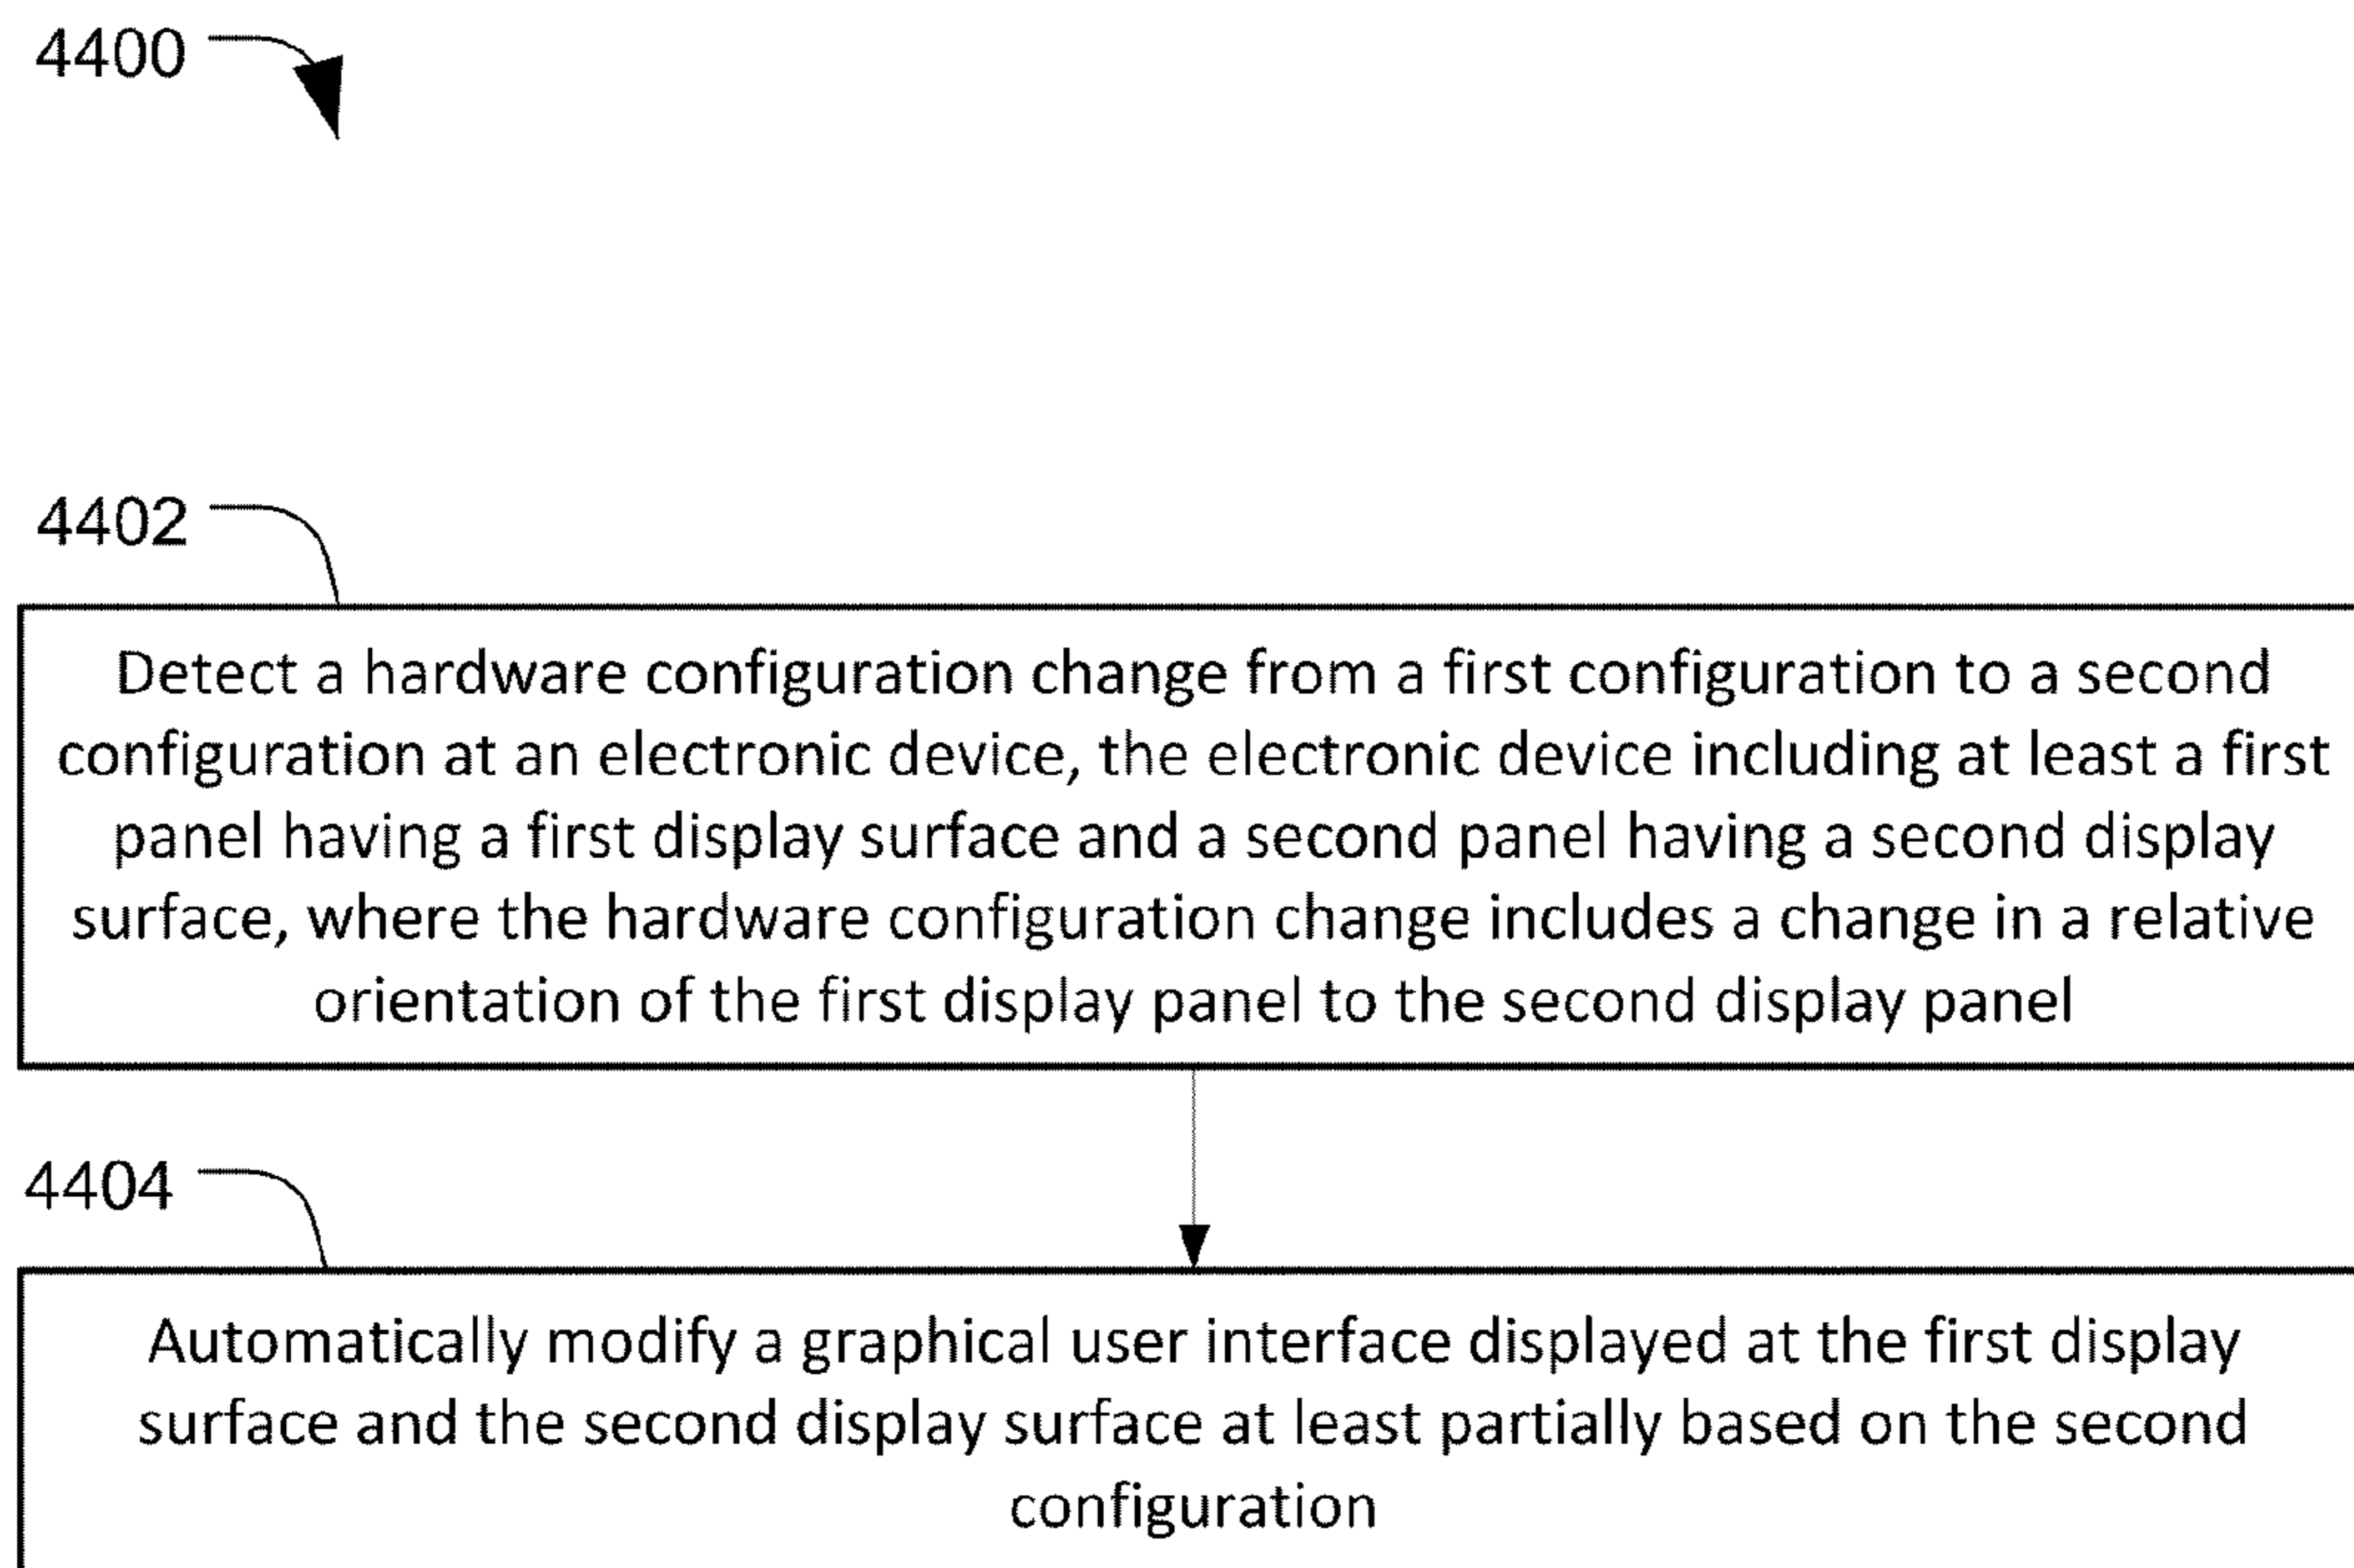 4400
4402
Detect a hardware configuration change from a first configuration to a second
configuration at an electronic device, the electronic device including at least a first
panel having a first display surface and a second panel having a second display
surface, where the hardware configuration change includes a change in a relative
orientation of the first display panel to the second display panel
4404
Automatically modify a graphical user interface displayed at the first display
surface and the second display surface at least partially based on the second
configuration